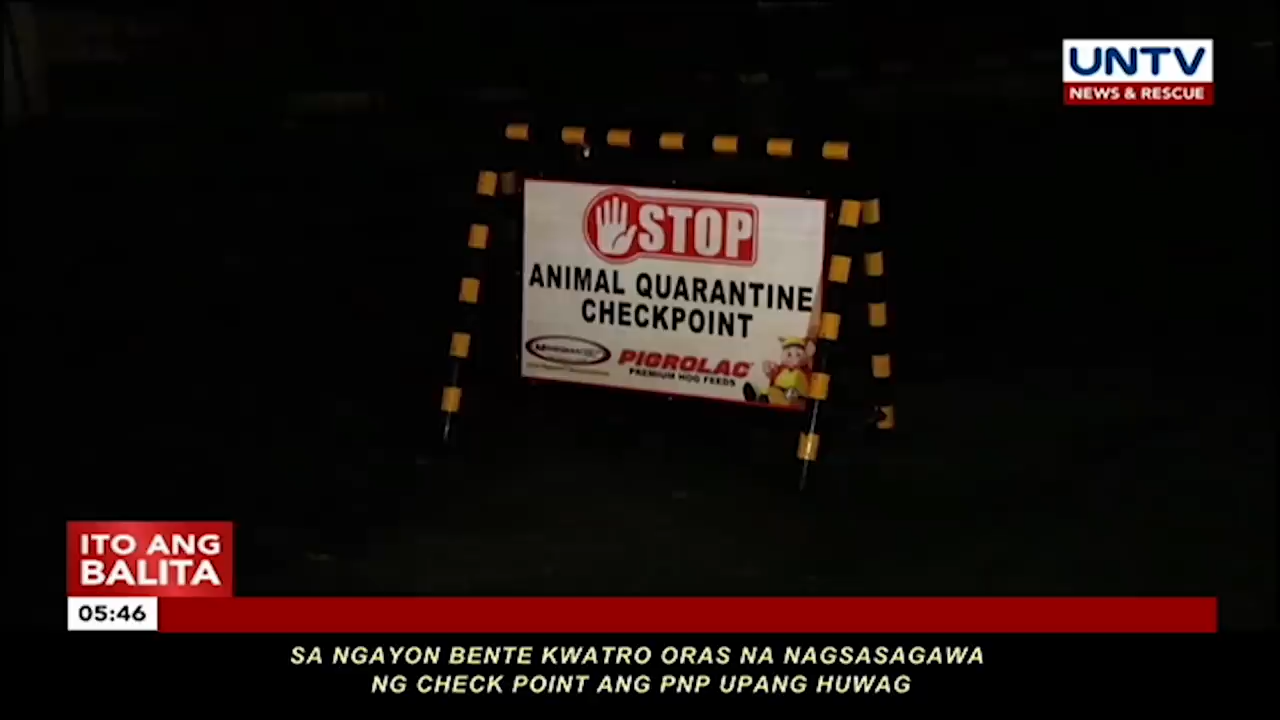 UNTV
NEWS & RESCUE
STOP
ANIMAL QUARANTINE
CHECKPOINT
PIGROLAC
PREMIUM HOG FEEDS
ITO ANG
BALITA
05:46
SA NGAYON BENTE KWATRO ORAS NA NAGSASAGAWA
NG CHECK POINT ANG PNP UPANG HUWAG